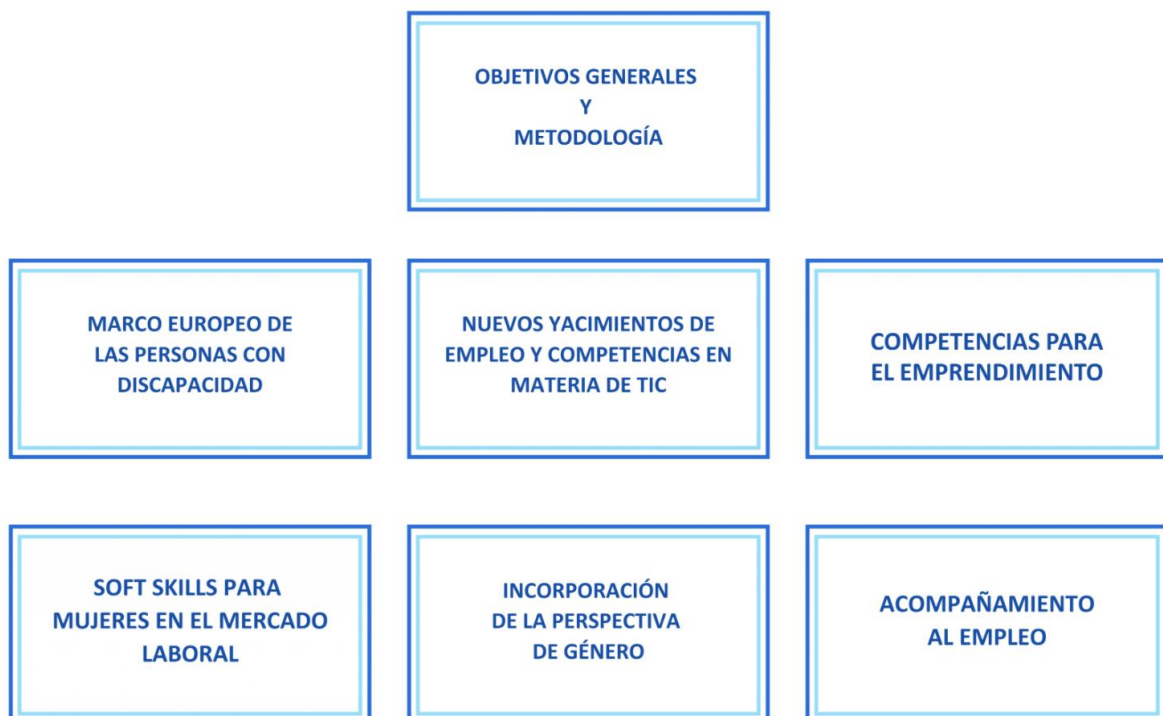 OBJETIVOS GENERALES
Y
METODOLOGÍA
MARCO EUROPEO DE
LAS PERSONAS CON
DISCAPACIDAD
NUEVOS YACIMIENTOS DE
EMPLEO Y COMPETENCIAS EN
MATERIA DE TIC
COMPETENCIAS PARA
EL EMPRENDIMIENTO
SOFT SKILLS PARA
MUJERES EN EL MERCADO
LABORAL
INCORPORACIÓN
DE LA PERSPECTIVA
DE GÉNERO
ACOMPAÑAMIENTO
AL EMPLEO